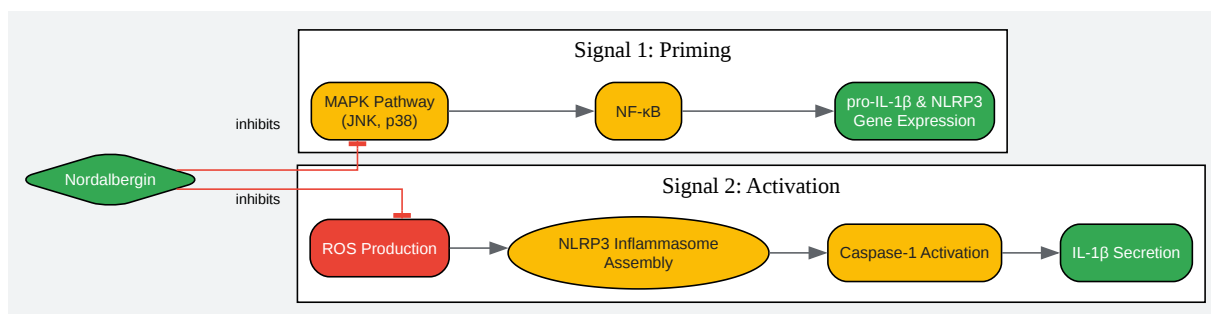 Signal 1: Priming
MAPK Pathway
(JNK, p38)
NF-κB
pro-IL-1β & NLRP3
Gene Expression
inhibits
Nordalbergin
inhibits
Signal 2: Activation
ROS Production
NLRP3 Inflammasome
Assembly
Caspase-1 Activation
IL-1β Secretion